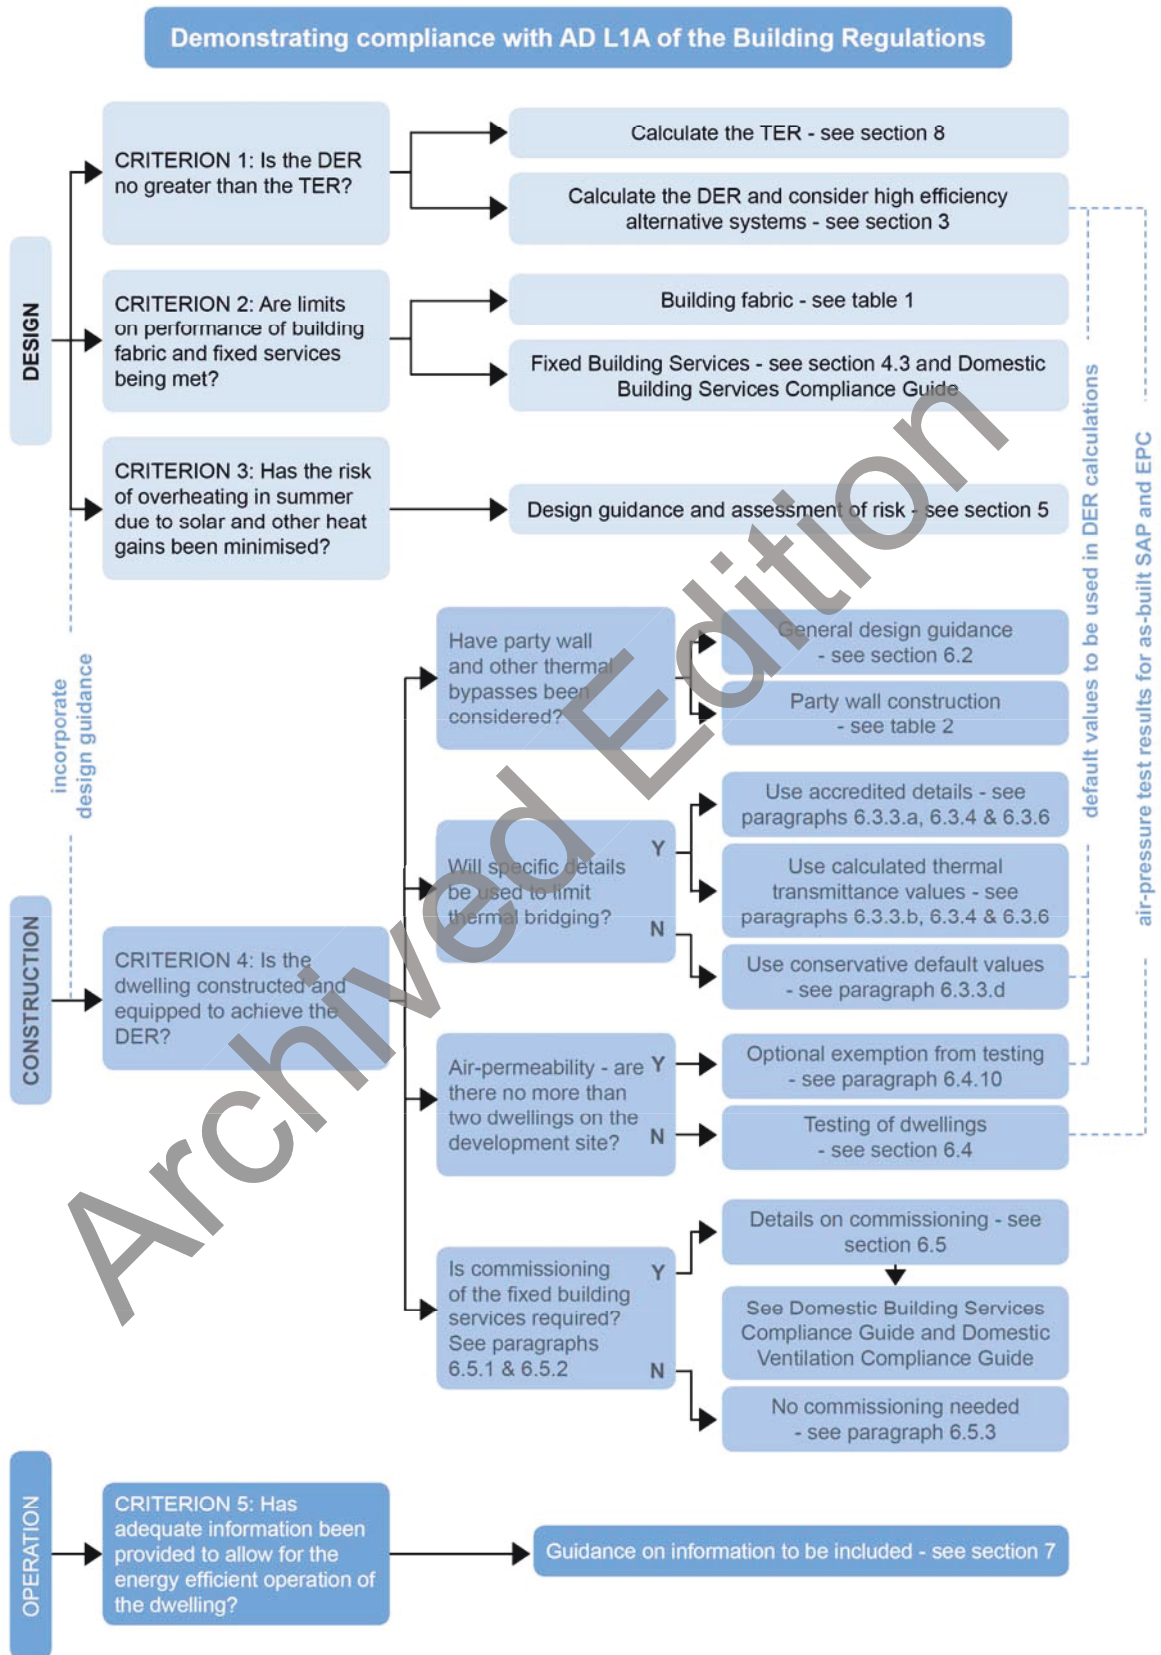 Demonstrating compliance with AD L1A of the Building Regulations
DESIGN
CRITERION 1: Is the DER
no greater than the TER?
Calculate the TER - see section 8
Calculate the DER and consider high efficiency
alternative systems - see section 3
CRITERION 2: Are limits
on performance of building
fabric and fixed services
being met?
Building fabric - see table 1
Fixed Building Services - see section 4.3 and Domestic
Building Services Compliance Guide
CRITERION 3: Has the risk
of overheating in summer
due to solar and other heat
gains been minimised?
Design guidance and assessment of risk - see section 5
default values to be used in DER calculations
air-pressure test results for as-built SAP and EPC
incorporate
design guidance
CONSTRUCTION
CRITERION 4: Is the
dwelling constructed and
equipped to achieve the
DER?
Have party wall
and other thermal
bypasses been
considered?
General design guidance
- see section 6.2
Party wall construction
- see table 2
Will specific details
be used to limit
thermal bridging?
Y
N
Use accredited details - see
paragraphs 6.3.3.a, 6.3.4 & 6.3.6
Use calculated thermal
transmittance values - see
paragraphs 6.3.3.b, 6.3.4 & 6.3.6
Use conservative default values
- see paragraph 6.3.3.d
Air-permeability - are
there no more than
two dwellings on the
development site?
Y
N
Optional exemption from testing
- see paragraph 6.4.10
Testing of dwellings
- see section 6.4
Is commissioning
of the fixed building
services required?
See paragraphs
6.5.1 & 6.5.2
Y
N
Details on commissioning - see
section 6.5
See Domestic Building Services
Compliance Guide and Domestic
Ventilation Compliance Guide
No commissioning needed
- see paragraph 6.5.3
OPERATION
CRITERION 5: Has
adequate information been
provided to allow for the
energy efficient operation of
the dwelling?
Guidance on information to be included - see section 7
Archived Edition